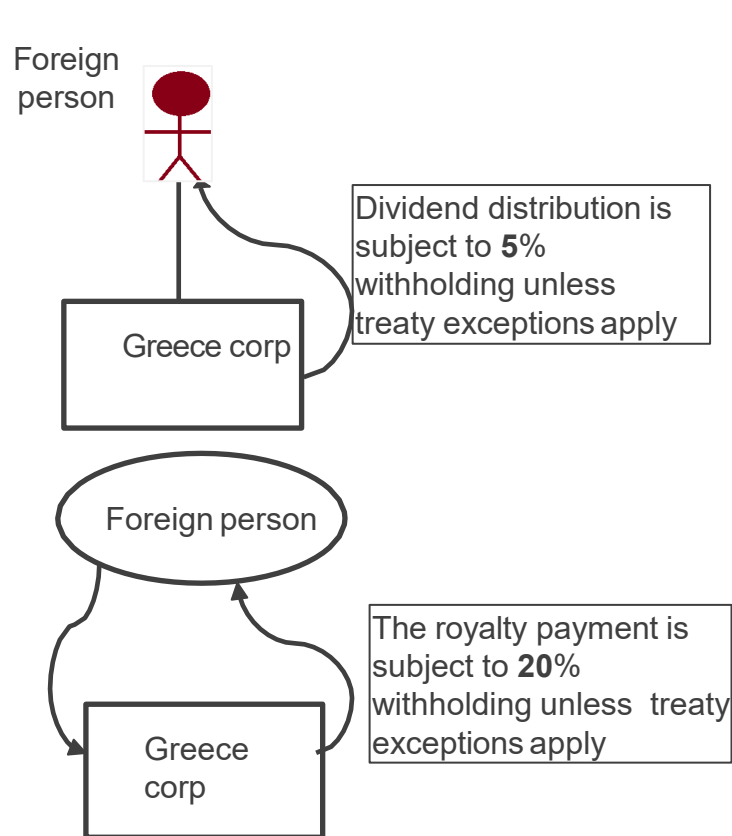 Foreign
person
Dividend distribution is
subject to 5%
withholding unless
treaty exceptions apply
Greece corp
Foreign person
The royalty payment is
subject to 20%
withholding unless treaty
exceptions apply
Greece
corp